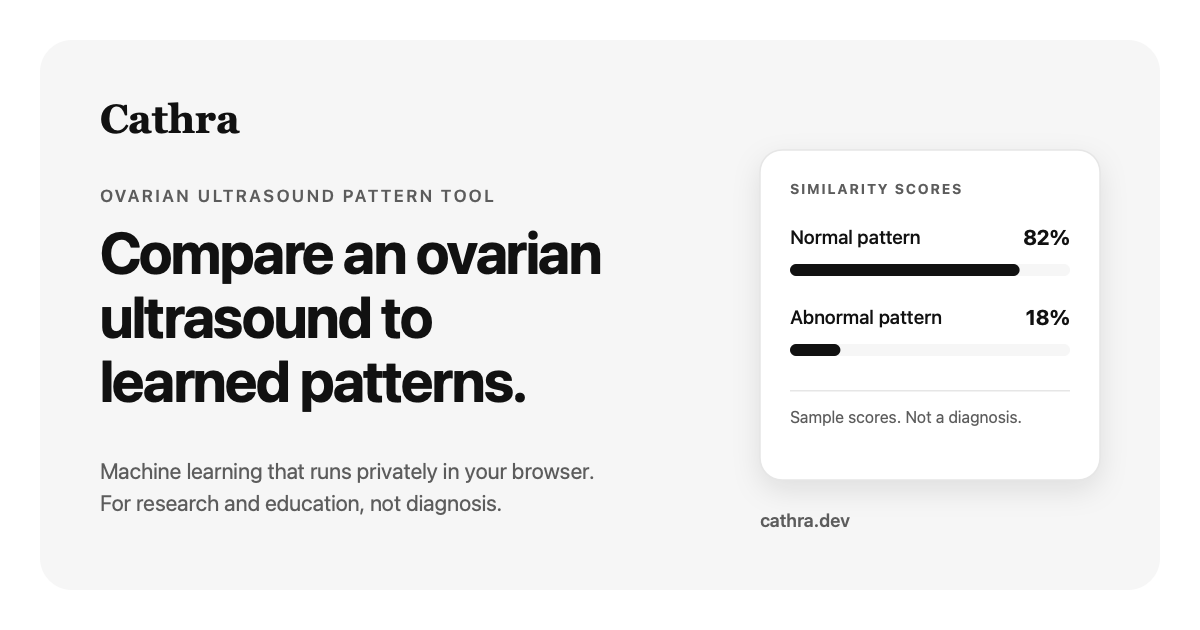 Cathra
OVARIAN ULTRASOUND PATTERN TOOL
Compare an ovarian
ultrasound to
learned patterns.
Machine learning that runs privately in your browser.
For research and education, not diagnosis.
SIMILARITY SCORES
Normal pattern 82%
Abnormal pattern 18%
Sample scores. Not a diagnosis.
cathra.dev